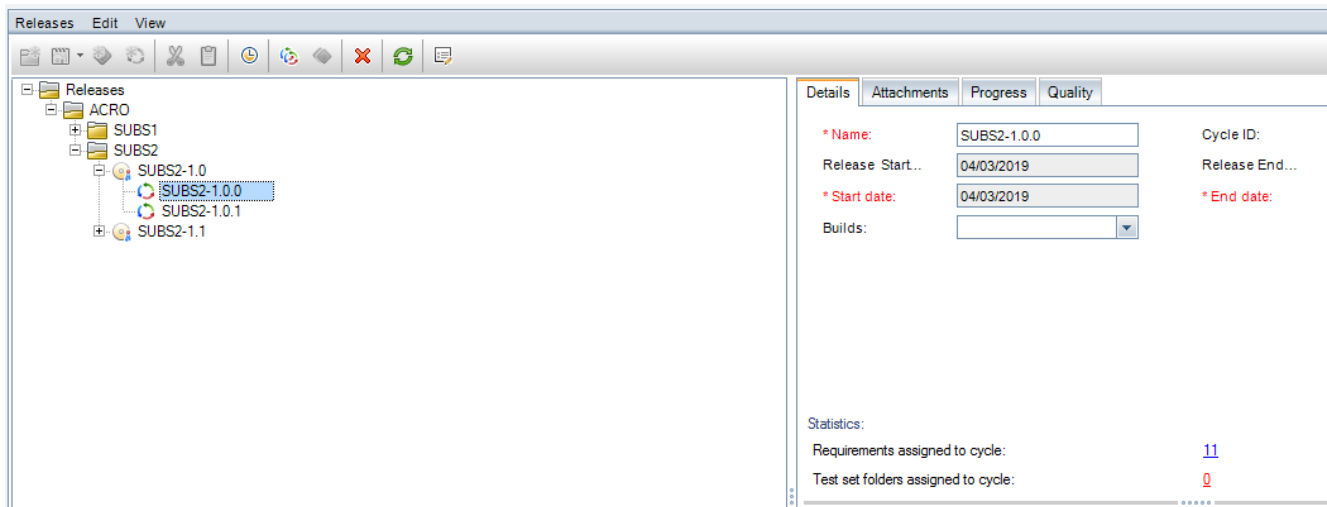 Releases Edit View
Releases
ACRO
SUBS1
SUBS2
SUBS2-1.0
SUBS2-1.0.0
SUBS2-1.0.1
SUBS2-1.1
Details Attachments Progress Quality
* Name: SUBS2-1.0.0 Cycle ID:
Release Start... 04/03/2019 Release End...
* Start date: 04/03/2019 * End date:
Builds:
Statistics:
Requirements assigned to cycle: 11
Test set folders assigned to cycle: 0